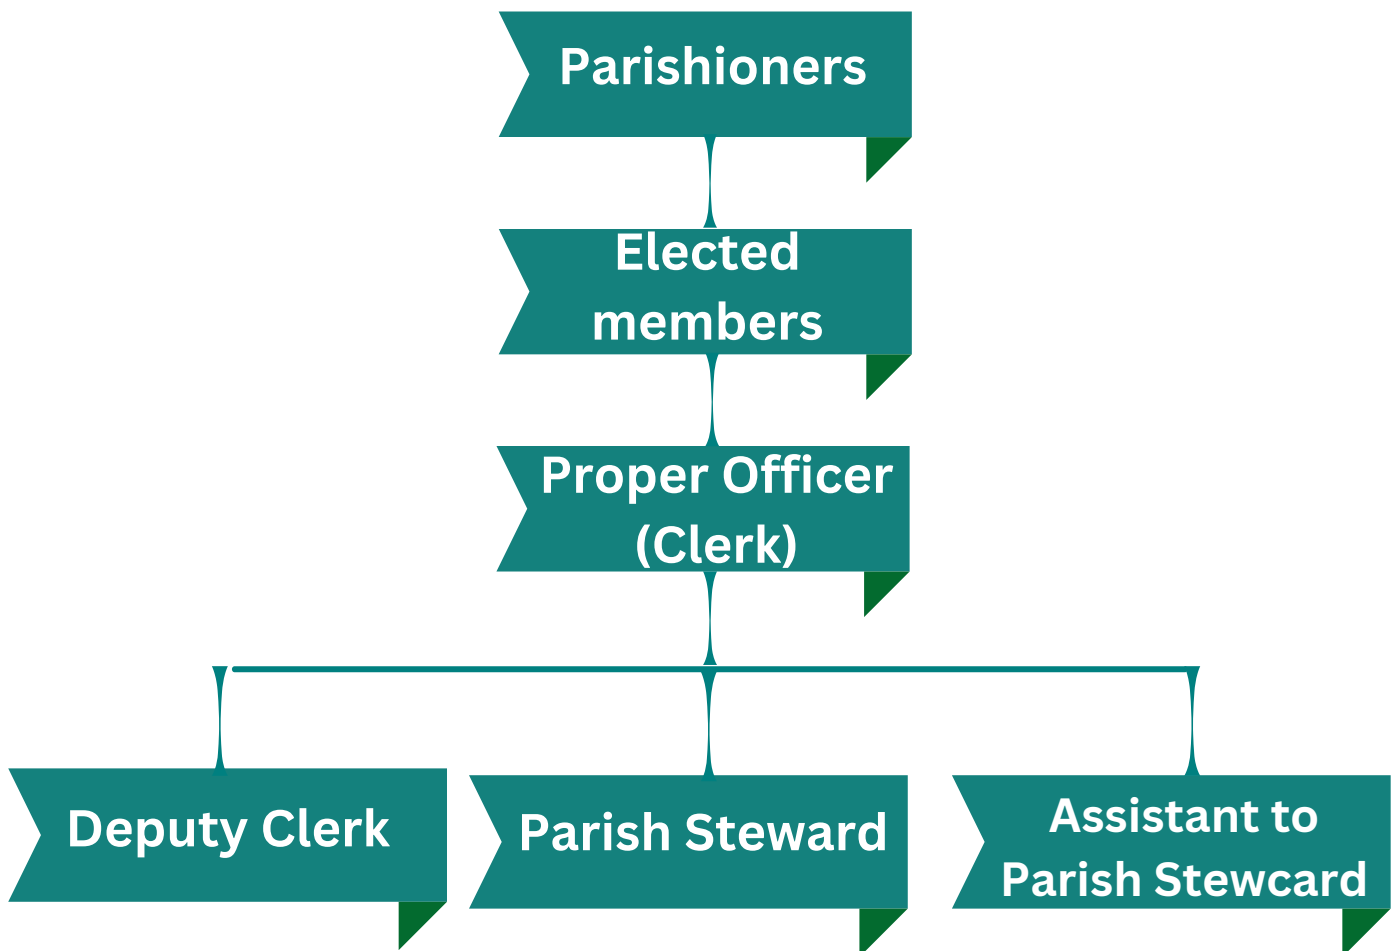 Parishioners
Elected
members
Proper Officer
(Clerk)
Deputy Clerk
Parish Steward
Assistant to
Parish Stewcard